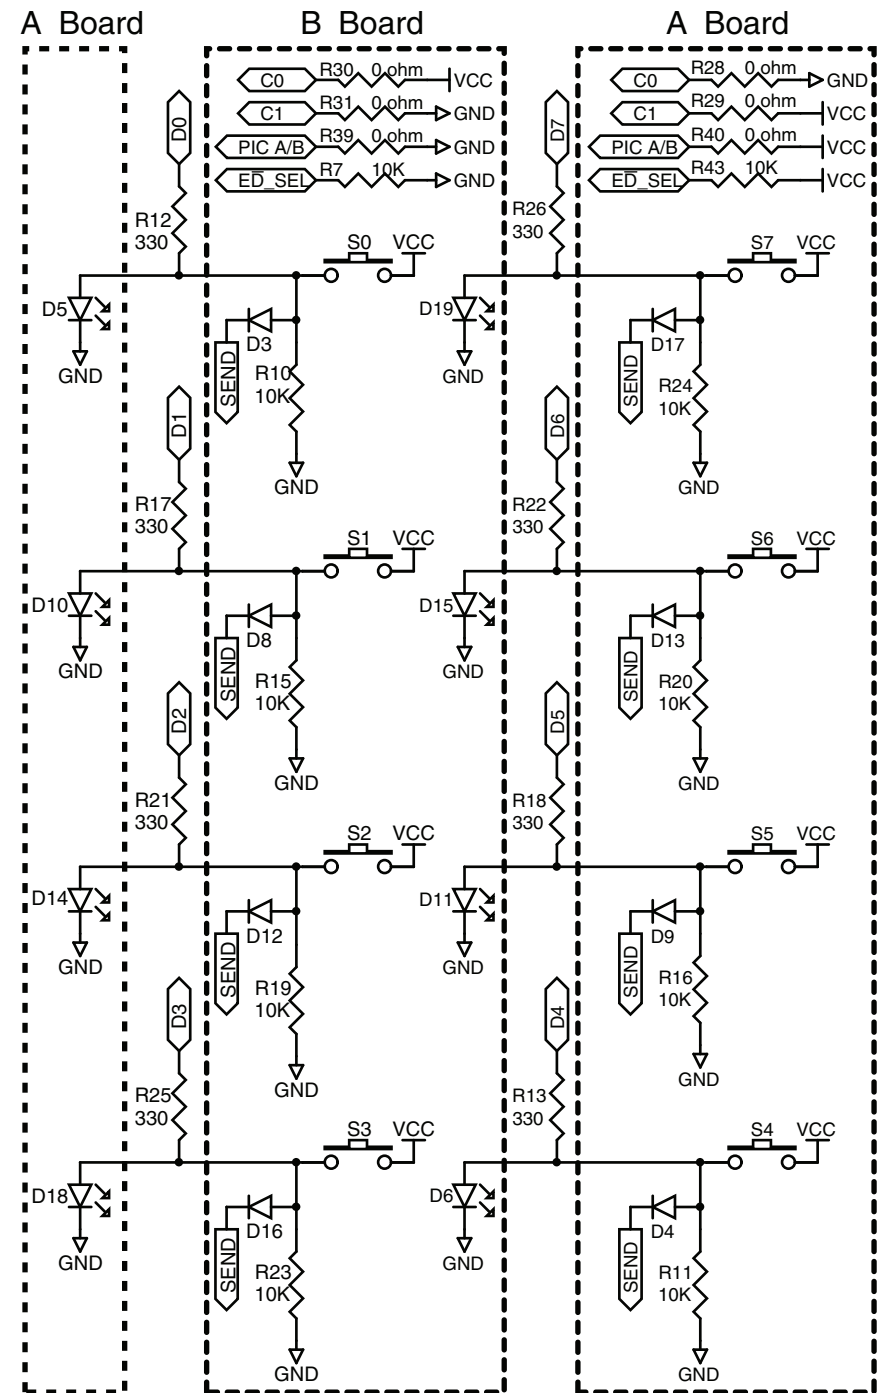 A Board B Board A Board
C0 R30 0 ohm VCC
C1 R31 0 ohm GND
PIC A/B R39 0 ohm GND
ED_SEL R7 10K GND
C0 R28 0 ohm GND
C1 R29 0 ohm VCC
PIC A/B R40 0 ohm VCC
ED_SEL R43 10K VCC
D0
R12
330
S0 VCC
D5
GND
D3
SEND
R10
10K
GND
D7
R26
330
S7 VCC
D19
GND
D17
SEND
R24
10K
GND
D1
R17
330
S1 VCC
D10
GND
D8
SEND
R15
10K
GND
D6
R22
330
S6 VCC
D15
GND
D13
SEND
R20
10K
GND
D2
R21
330
S2 VCC
D14
GND
D12
SEND
R19
10K
GND
D5
R18
330
S5 VCC
D11
GND
D9
SEND
R16
10K
GND
D3
R25
330
S3 VCC
D18
GND
D16
SEND
R23
10K
GND
D4
R13
330
S4 VCC
D6
GND
D4
SEND
R11
10K
GND